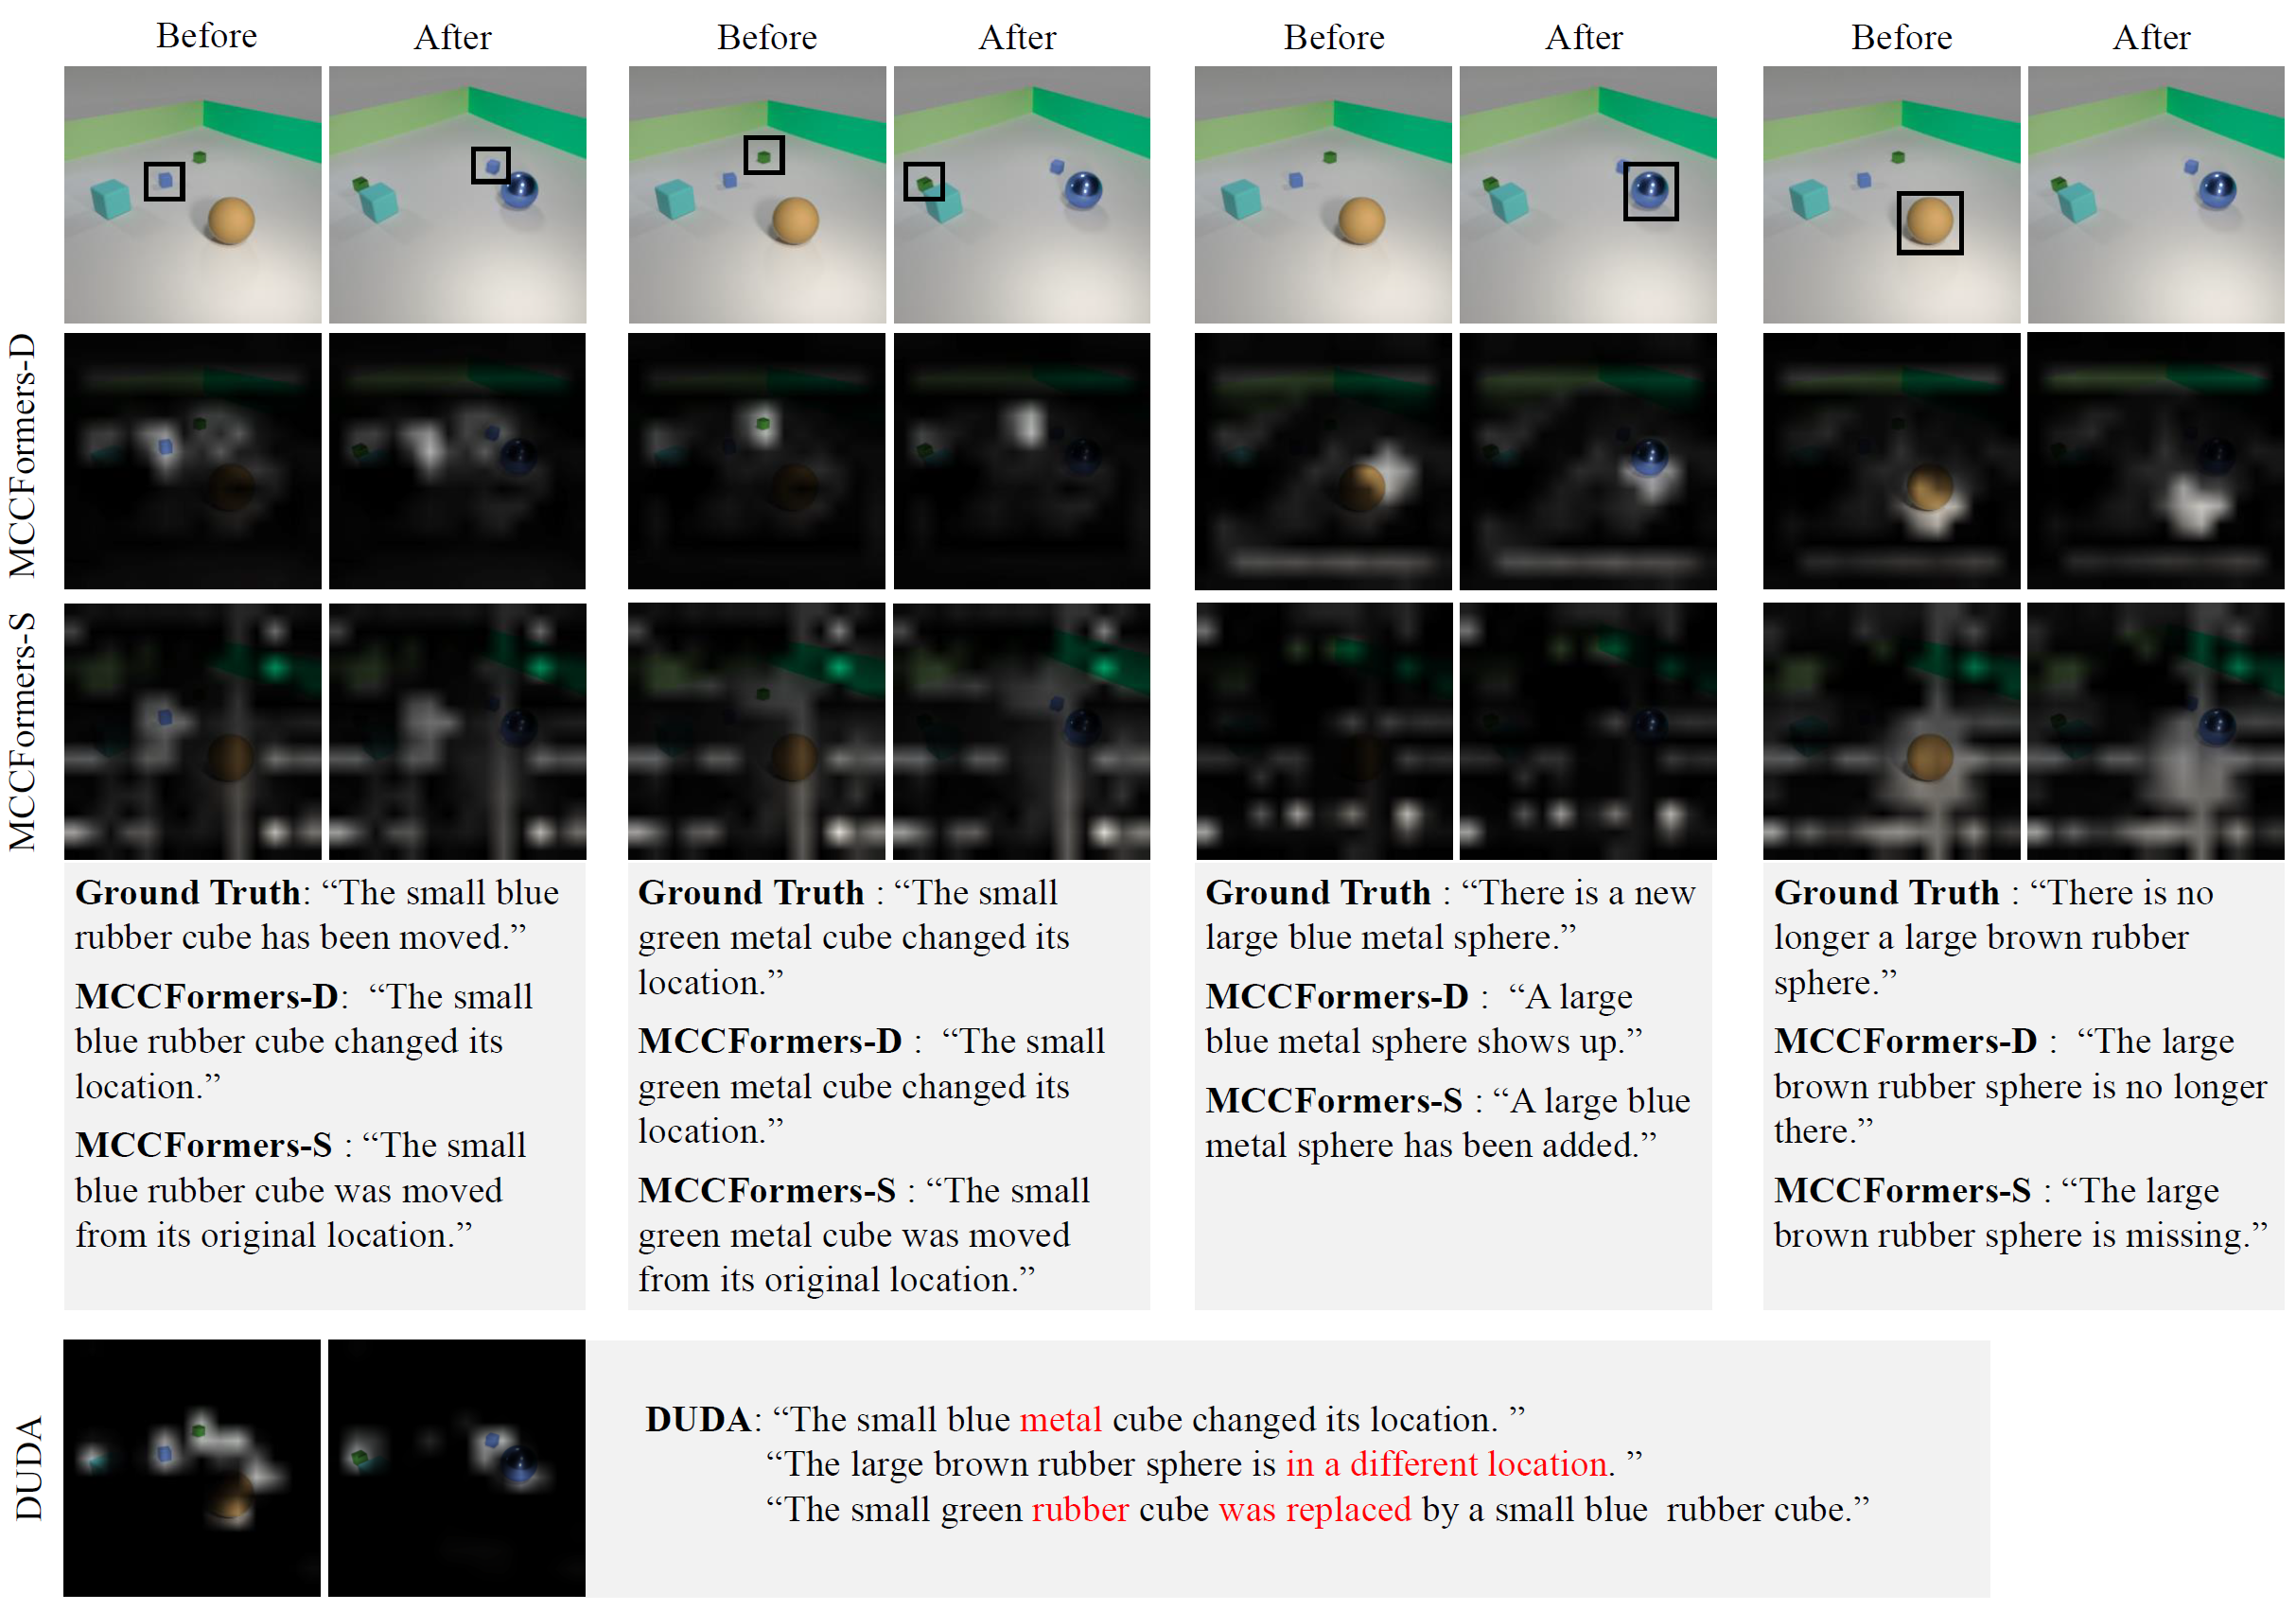 Before After Before After Before After Before After
MCCFormers-D
MCCFormers-S
Ground Truth: “The small blue
rubber cube has been moved.”
MCCFormers-D: “The small
blue rubber cube changed its
location.”
MCCFormers-S : “The small
blue rubber cube was moved
from its original location.”
Ground Truth : “The small
green metal cube changed its
location.”
MCCFormers-D : “The small
green metal cube changed its
location.”
MCCFormers-S : “The small
green metal cube was moved
from its original location.”
Ground Truth : “There is a new
large blue metal sphere.”
MCCFormers-D : “A large
blue metal sphere shows up.”
MCCFormers-S : “A large blue
metal sphere has been added.”
Ground Truth : “There is no
longer a large brown rubber
sphere.”
MCCFormers-D : “The large
brown rubber sphere is no longer
there.”
MCCFormers-S : “The large
brown rubber sphere is missing.”
DUDA
DUDA: “The small blue metal cube changed its location. ”
“The large brown rubber sphere is in a different location. ”
“The small green rubber cube was replaced by a small blue rubber cube.”